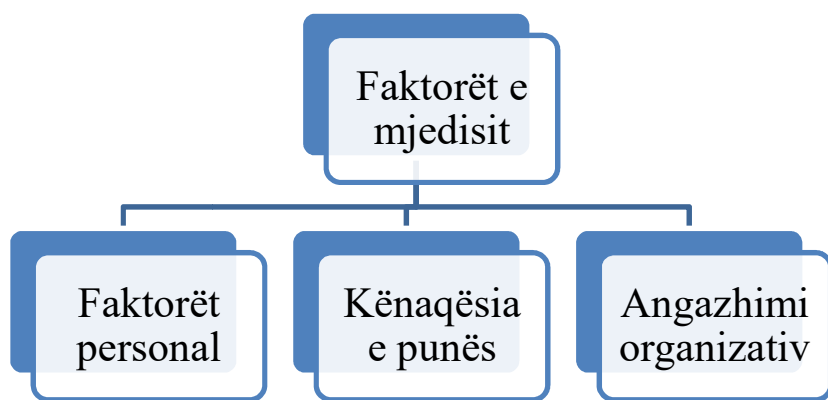 Faktorët e
mjedisit
Faktorët
personal
Kënaqësia
e punës
Angazhimi
organizativ